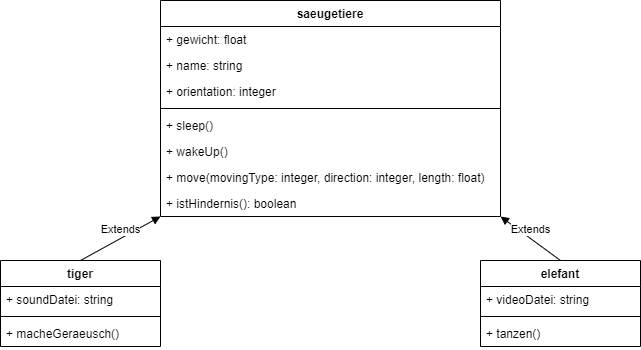 saeugetiere
+ gewicht: float
+ name: string
+ orientation: integer
+ sleep()
+ wakeUp()
+ move(movingType: integer, direction: integer, length: float)
+ istHindernis(): boolean
Extends
Extends
tiger
+ soundDatei: string
+ macheGeraeusch()
elefant
+ videoDatei: string
+ tanzen()